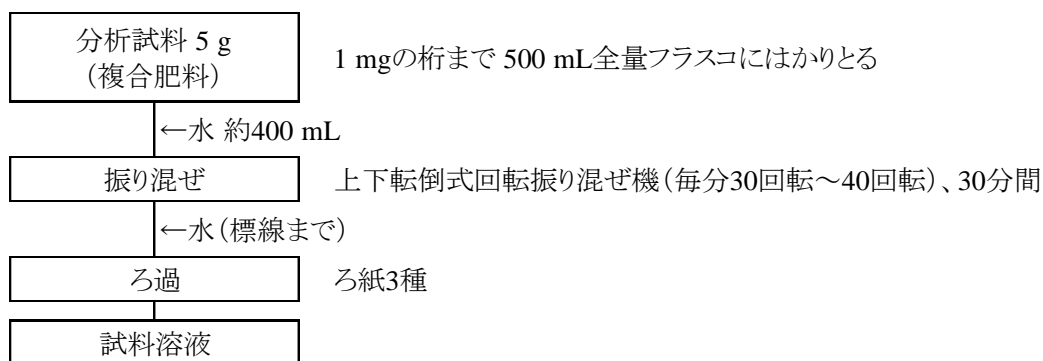 分析試料 5 g
（複合肥料）
1 mgの桁まで 500 mL全量フラスコにはかりとる
←水 約400 mL
振り混ぜ
上下転倒式回転振り混ぜ機（毎分30回転～40回転）、30分間
←水（標線まで）
ろ過
ろ紙3種
試料溶液